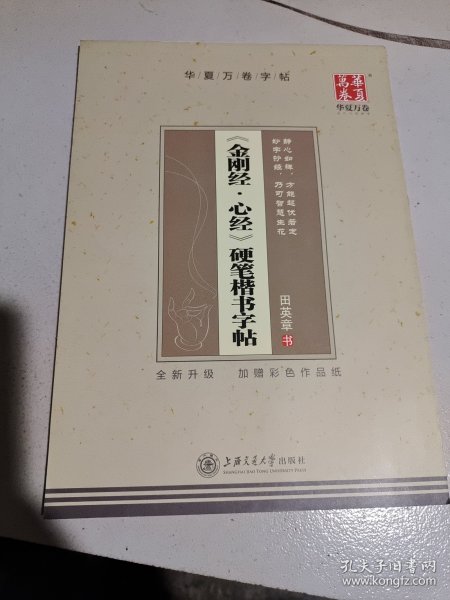 华/夏/万/卷/字/帖
華夏
萬卷
®
华夏万卷
静心如禅，方能起伏若定
妙字抄经，乃可智慧生花
《金刚经·心经》硬笔楷书字帖
田英章 书
全新升级 加赠彩色作品纸
上海交通大学出版社
SHANGHAI JIAO TONG UNIVERSITY PRESS
孔夫子旧书网
www.kongfz.com